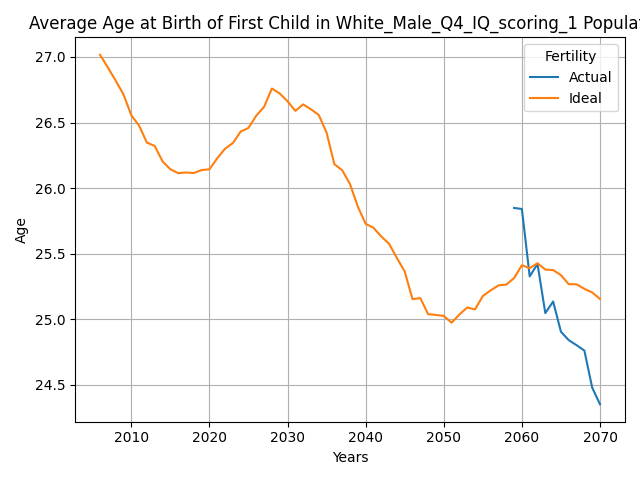 Average Age at Birth of First Child in White_Male_Q4_IQ_scoring_1 Populat
27.0
26.5
26.0
25.5
25.0
24.5
Age
Fertility
Actual
Ideal
2010 2020 2030 2040 2050 2060 2070
Years